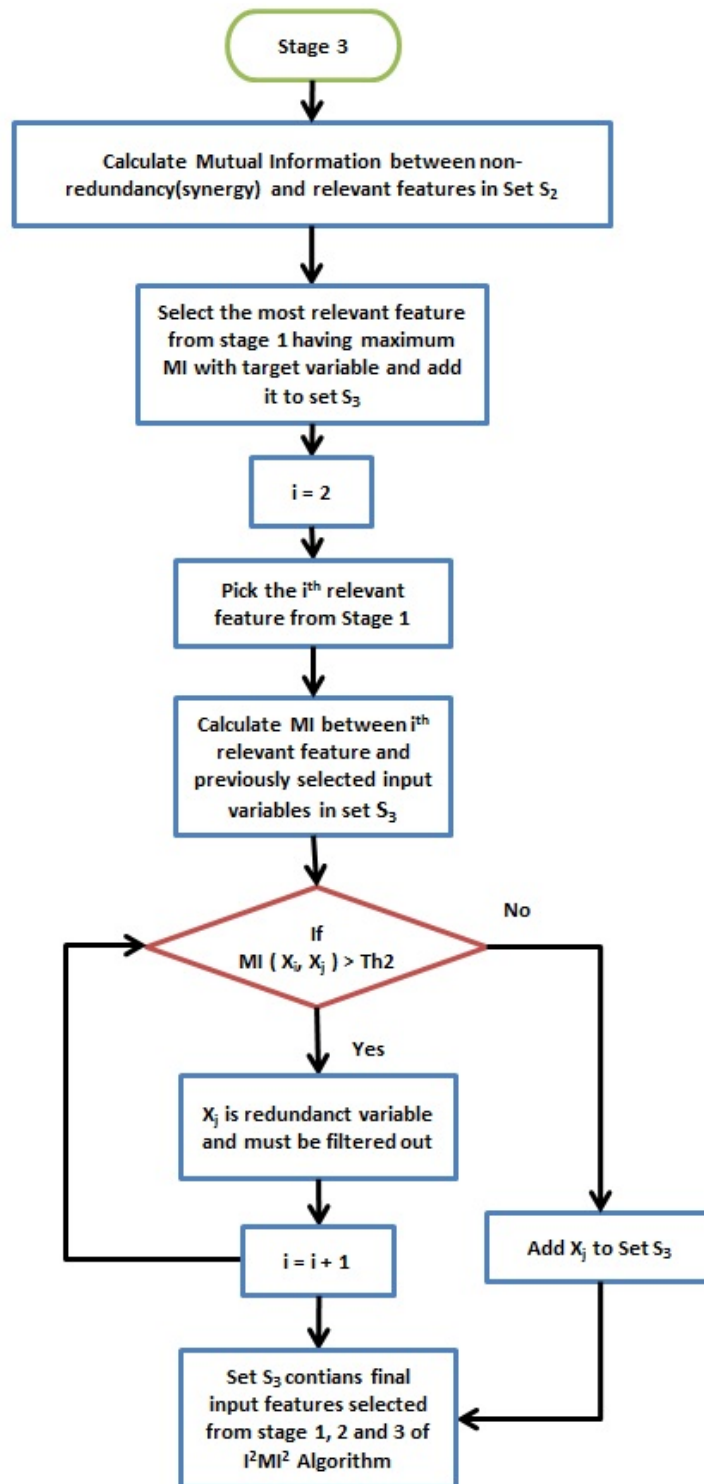 Stage 3
Calculate Mutual Information between non-
redundancy(synergy) and relevant features in Set S₂
Select the most relevant feature
from stage 1 having maximum
MI with target variable and add
it to set S₃
i = 2
Pick the iᵗʰ relevant
feature from Stage 1
Calculate MI between iᵗʰ
relevant feature and
previously selected input
variables in set S₃
If
MI ( Xᵢ, Xⱼ ) > Th2
No
Yes
Xⱼ is redundanct variable
and must be filtered out
i = i + 1
Add Xⱼ to Set S₃
Set S₃ contians final
input features selected
from stage 1, 2 and 3 of
I²MI² Algorithm